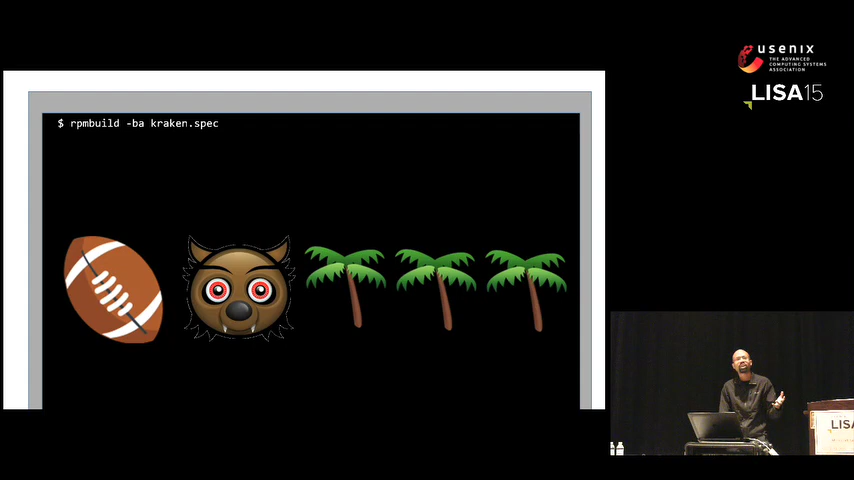 usenix
THE ADVANCED
COMPUTING SYSTEMS
ASSOCIATION
LISA15
$ rpmbuild -ba kraken.spec
LISA